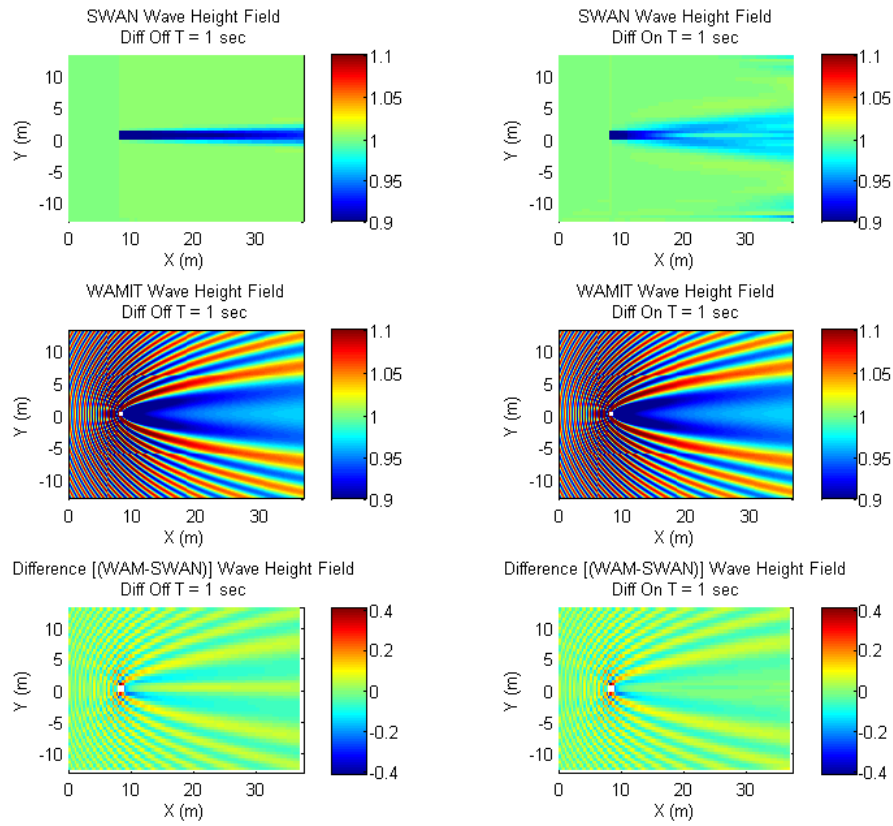 SWAN Wave Height Field
Diff Off T = 1 sec
10
5
0
-5
-10
Y (m)
0 10 20 30
X (m)
1.1
1.05
1
0.95
0.9
SWAN Wave Height Field
Diff On T = 1 sec
10
5
0
-5
-10
Y (m)
0 10 20 30
X (m)
1.1
1.05
1
0.95
0.9
WAMIT Wave Height Field
Diff Off T = 1 sec
10
5
0
-5
-10
Y (m)
0 10 20 30
X (m)
1.1
1.05
1
0.95
0.9
WAMIT Wave Height Field
Diff On T = 1 sec
10
5
0
-5
-10
Y (m)
0 10 20 30
X (m)
1.1
1.05
1
0.95
0.9
Difference [(WAM-SWAN)] Wave Height Field
Diff Off T = 1 sec
10
5
0
-5
-10
Y (m)
0 10 20 30
X (m)
0.4
0.2
0
-0.2
-0.4
Difference [(WAM-SWAN)] Wave Height Field
Diff On T = 1 sec
10
5
0
-5
-10
Y (m)
0 10 20 30
X (m)
0.4
0.2
0
-0.2
-0.4